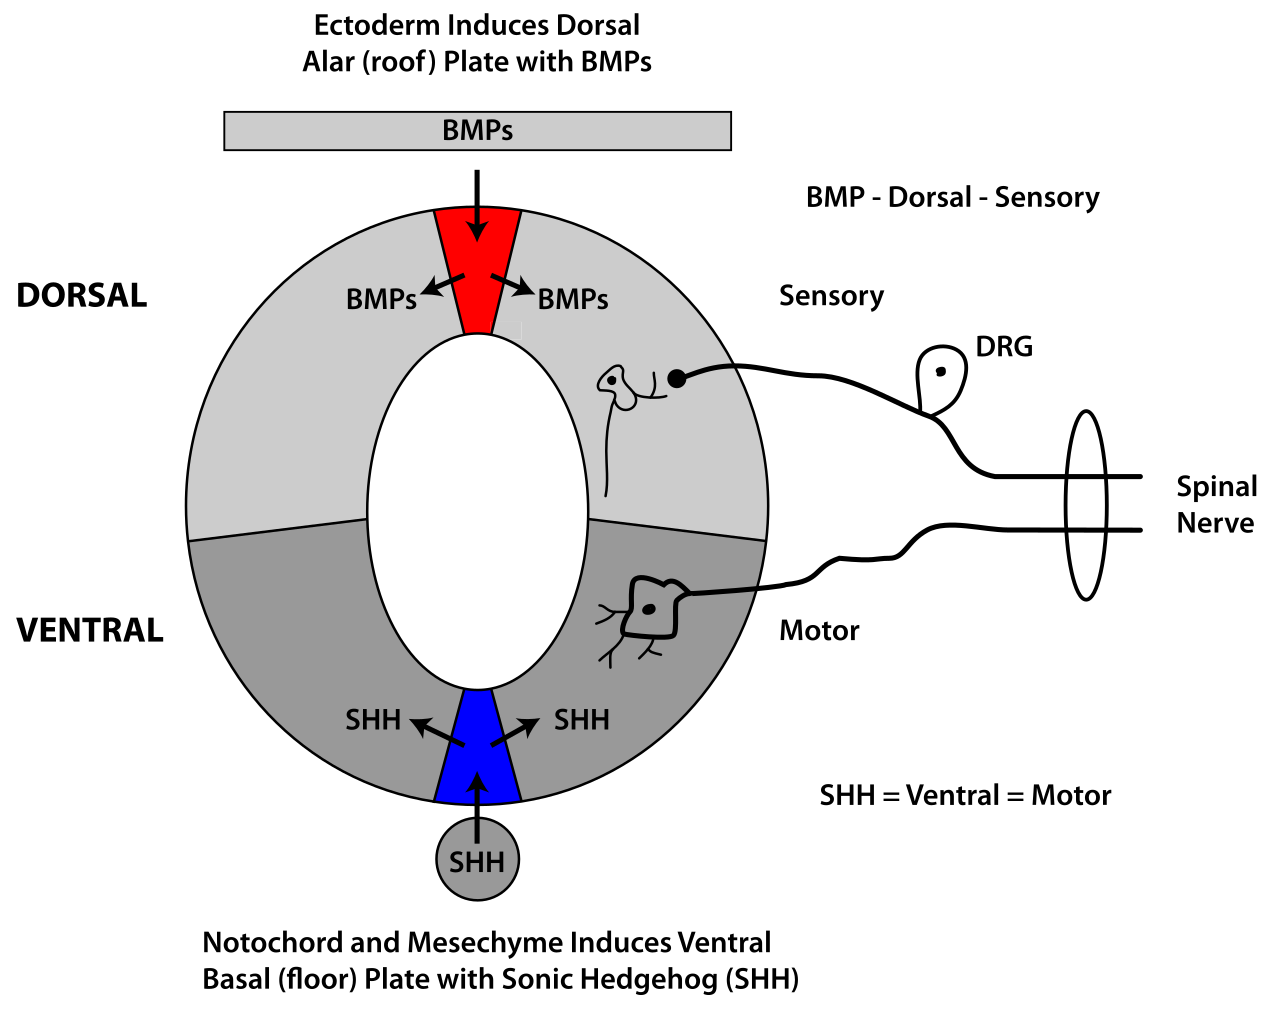 Ectoderm Induces Dorsal
Alar (roof) Plate with BMPs
BMPs
BMP - Dorsal - Sensory
DORSAL
BMPs
BMPs
Sensory
DRG
Spinal
Nerve
VENTRAL
Motor
SHH
SHH
SHH = Ventral = Motor
SHH
Notochord and Mesechyme Induces Ventral
Basal (floor) Plate with Sonic Hedgehog (SHH)